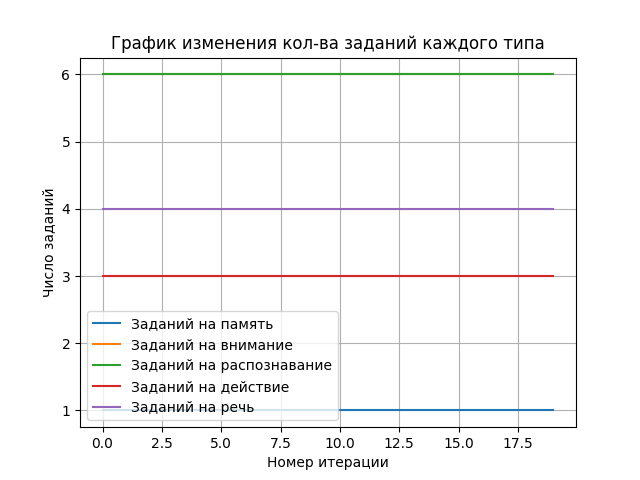 График изменения кол-ва заданий каждого типа
6
5
4
3
2
1
Число заданий
Заданий на память
Заданий на внимание
Заданий на распознавание
Заданий на действие
Заданий на речь
0.0 2.5 5.0 7.5 10.0 12.5 15.0 17.5
Номер итерации